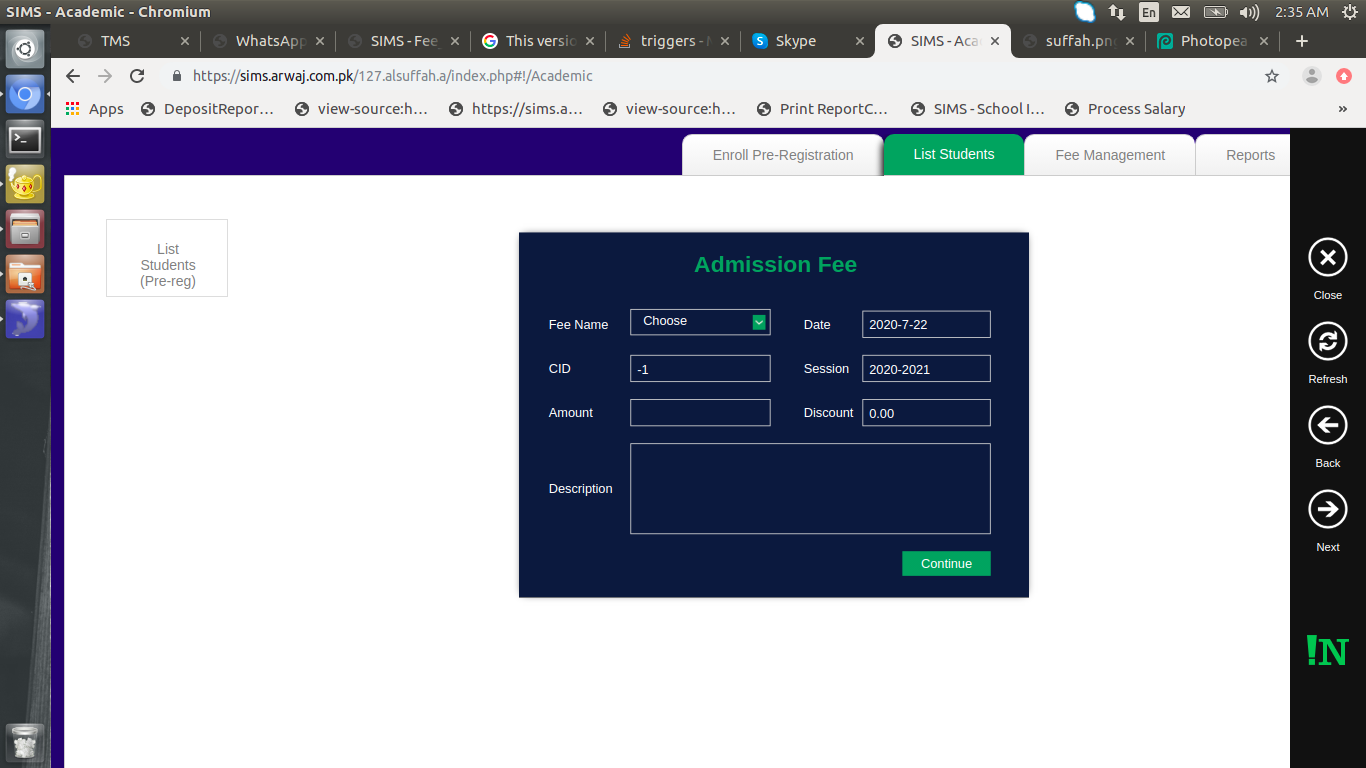 SIMS - Academic - Chromium
En
2:35 AM
TMS
WhatsApp
SIMS - Fee
This versio
triggers - M
Skype
SIMS - Aca
suffah.png
Photopea
https://sims.arwaj.com.pk/127.alsuffah.a/index.php#!/Academic
Apps
DepositRepor...
view-source:h...
https://sims.a...
view-source:h...
Print ReportC...
SIMS - School I...
Process Salary
»
Enroll Pre-Registration
List Students
Fee Management
Reports
List
Students
(Pre-reg)
Admission Fee
Fee Name
Choose
Date
2020-7-22
CID
-1
Session
2020-2021
Amount
Discount
0.00
Description
Continue
Close
Refresh
Back
Next
!N